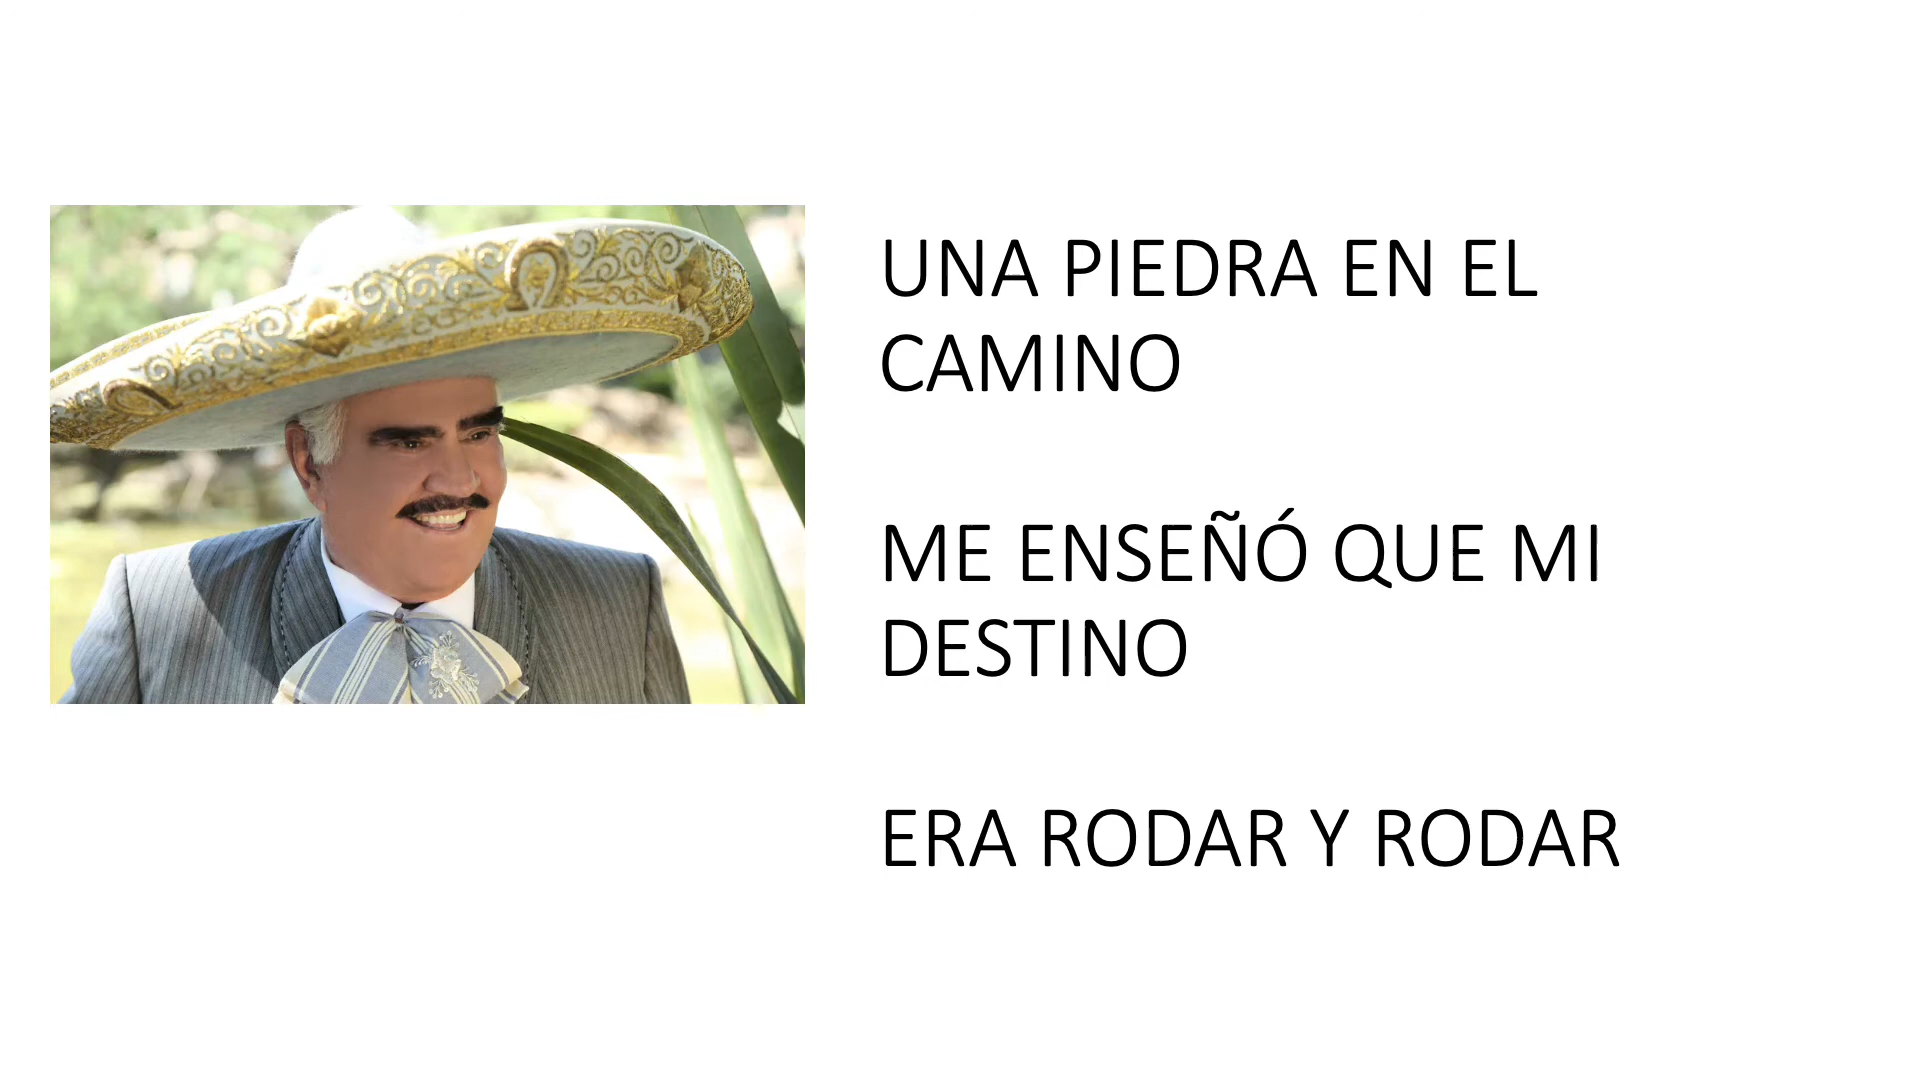 UNA PIEDRA EN EL
CAMINO
ME ENSEÑÓ QUE MI
DESTINO
ERA RODAR Y RODAR